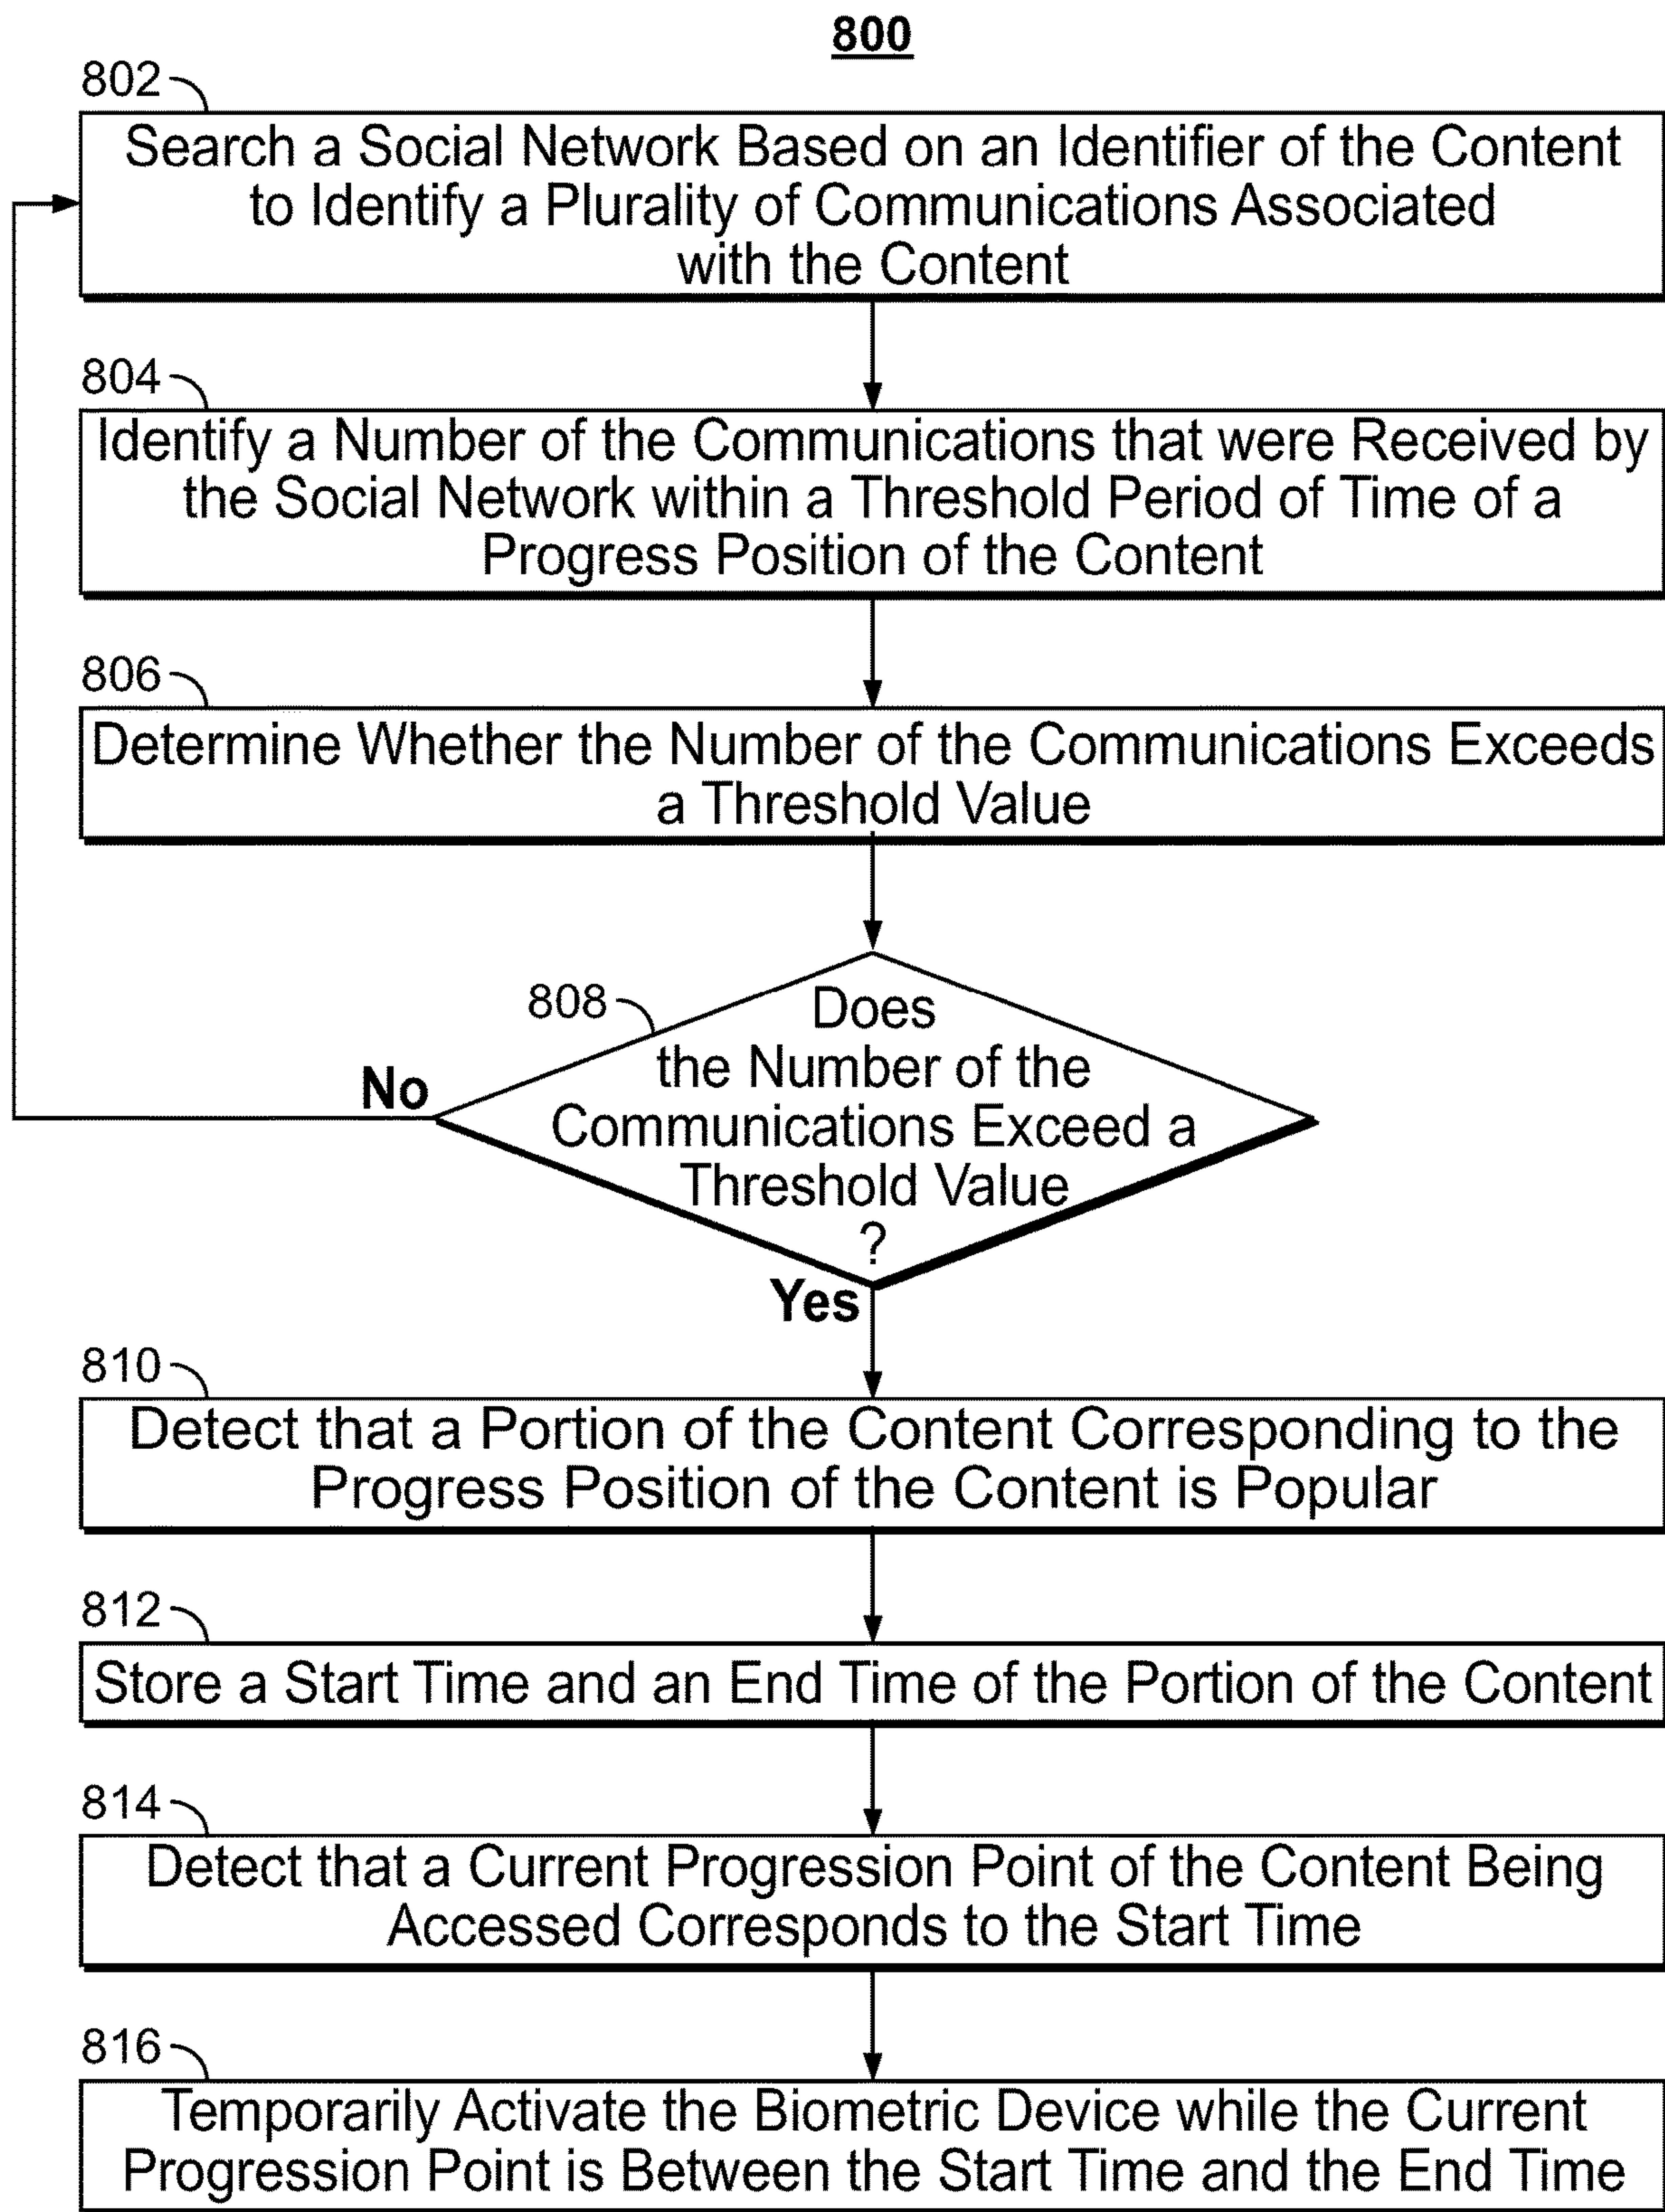 800
802
Search a Social Network Based on an Identifier of the Content
to Identify a Plurality of Communications Associated
with the Content
804
Identify a Number of the Communications that were Received by
the Social Network within a Threshold Period of Time of a
Progress Position of the Content
806
Determine Whether the Number of the Communications Exceeds
a Threshold Value
808
Does
the Number of the
Communications Exceed a
Threshold Value
?
No
Yes
810
Detect that a Portion of the Content Corresponding to the
Progress Position of the Content is Popular
812
Store a Start Time and an End Time of the Portion of the Content
814
Detect that a Current Progression Point of the Content Being
Accessed Corresponds to the Start Time
816
Temporarily Activate the Biometric Device while the Current
Progression Point is Between the Start Time and the End Time